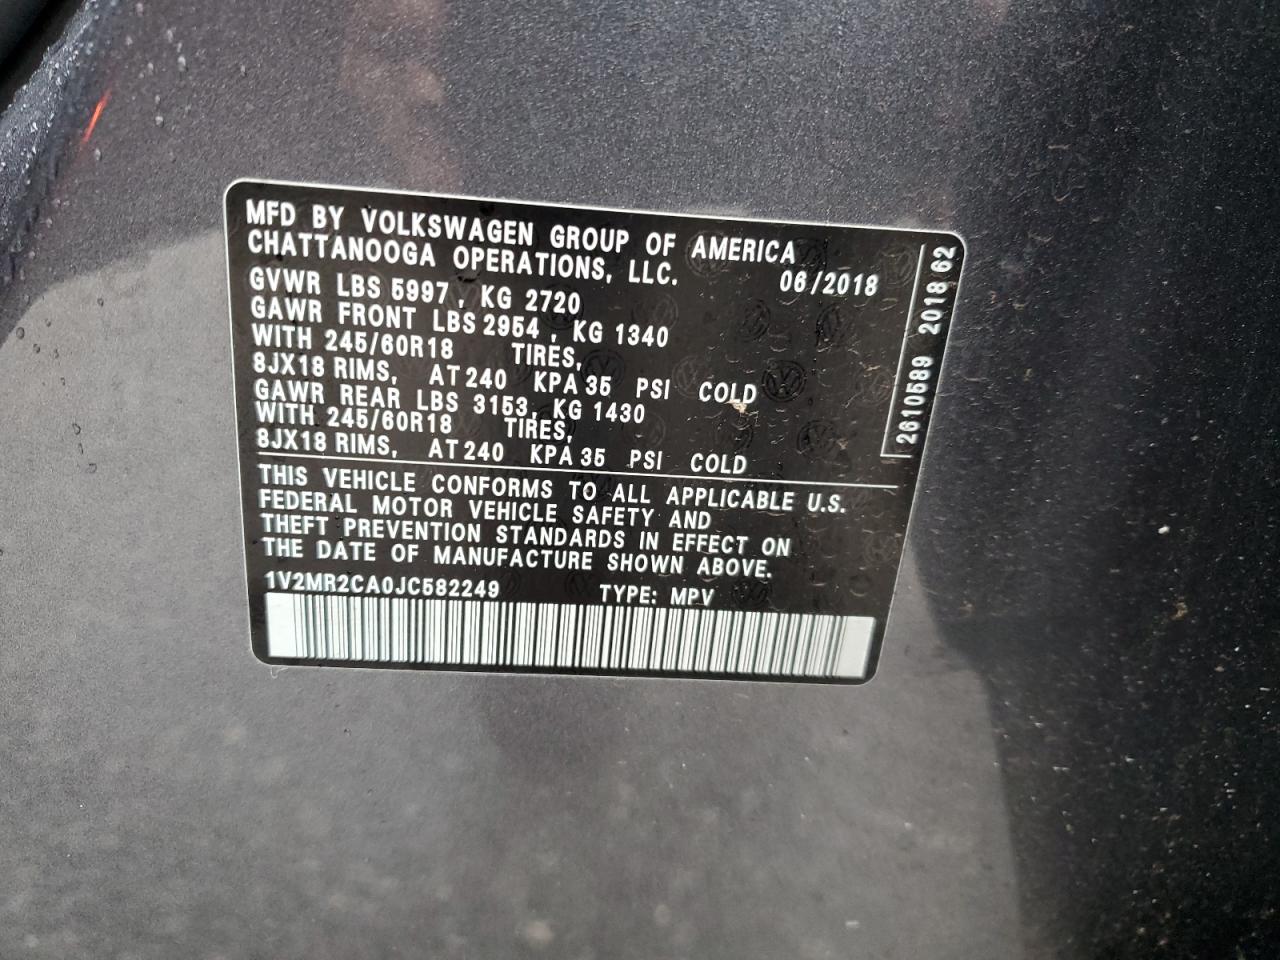 MFD BY VOLKSWAGEN GROUP OF AMERICA
CHATTANOOGA OPERATIONS, LLC. 06/2018
GVWR LBS 5997, KG 2720
GAWR FRONT LBS 2954, KG 1340
WITH 245/60R18 TIRES,
8JX18 RIMS, AT 240 KPA 35 PSI COLD
GAWR REAR LBS 3153, KG 1430
WITH 245/60R18 TIRES,
8JX18 RIMS, AT 240 KPA 35 PSI COLD
THIS VEHICLE CONFORMS TO ALL APPLICABLE U.S.
FEDERAL MOTOR VEHICLE SAFETY AND
THEFT PREVENTION STANDARDS IN EFFECT ON
THE DATE OF MANUFACTURE SHOWN ABOVE.
1V2MR2CA0JC582249 TYPE: MPV
2610589 201862